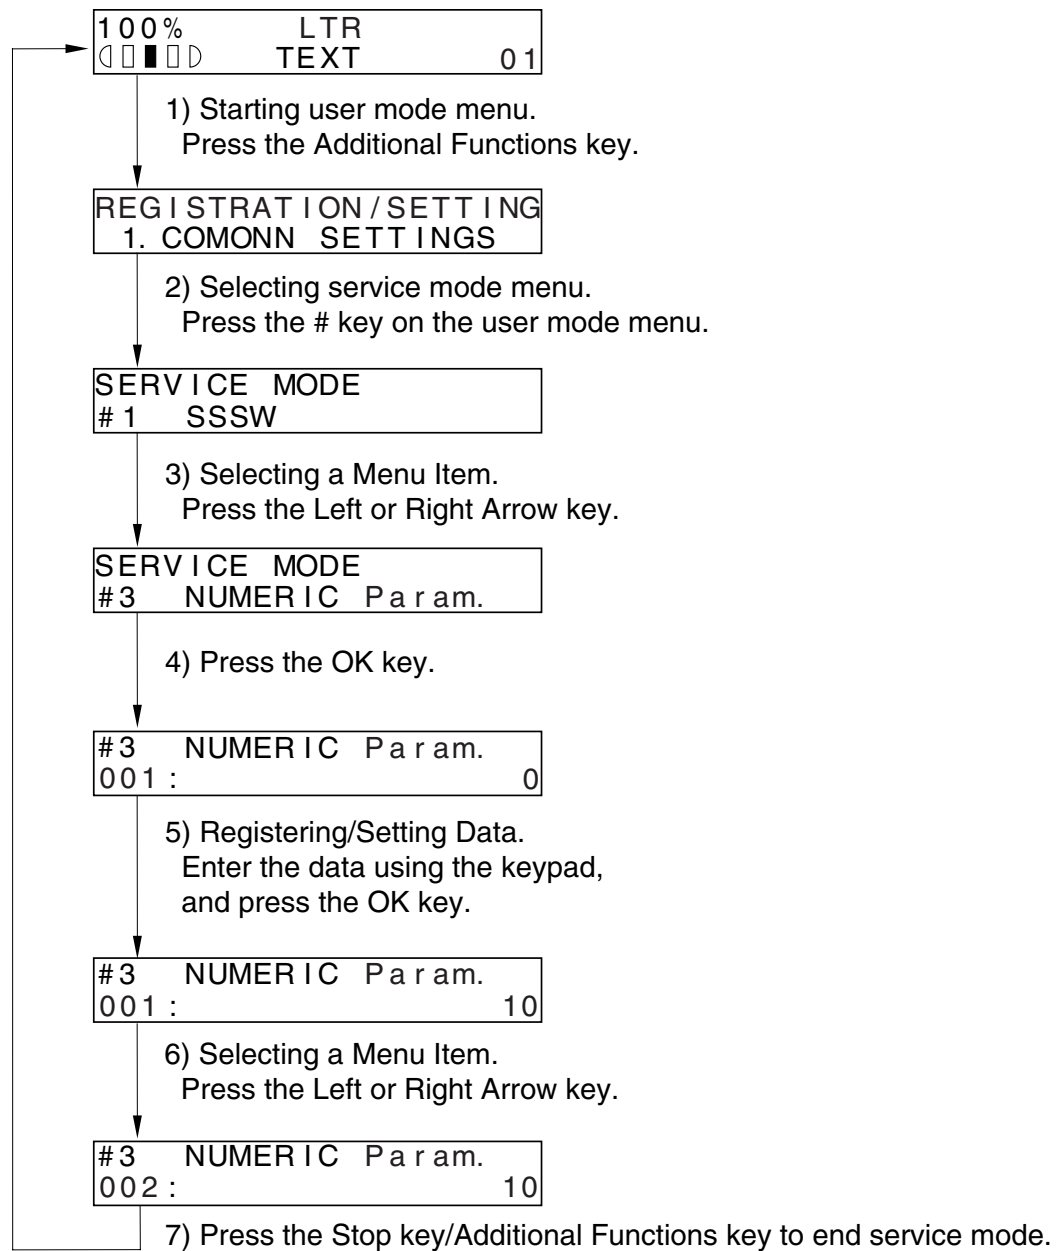 100% LTR
TEXT 01
1) Starting user mode menu.
Press the Additional Functions key.
REGISTRATION/SETTING
1. COMONN SETTINGS
2) Selecting service mode menu.
Press the # key on the user mode menu.
SERVICE MODE
#1 SSSW
3) Selecting a Menu Item.
Press the Left or Right Arrow key.
SERVICE MODE
#3 NUMERIC Param.
4) Press the OK key.
#3 NUMERIC Param.
001: 0
5) Registering/Setting Data.
Enter the data using the keypad,
and press the OK key.
#3 NUMERIC Param.
001: 10
6) Selecting a Menu Item.
Press the Left or Right Arrow key.
#3 NUMERIC Param.
002: 10
7) Press the Stop key/Additional Functions key to end service mode.